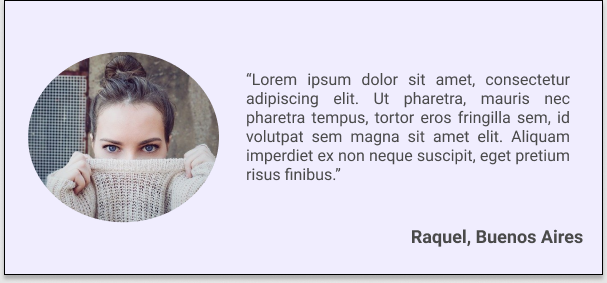 “Lorem ipsum dolor sit amet, consectetur
adipiscing elit. Ut pharetra, mauris nec
pharetra tempus, tortor eros fringilla sem, id
volutpat sem magna sit amet elit. Aliquam
imperdiet ex non neque suscipit, eget pretium
risus finibus.”
Raquel, Buenos Aires